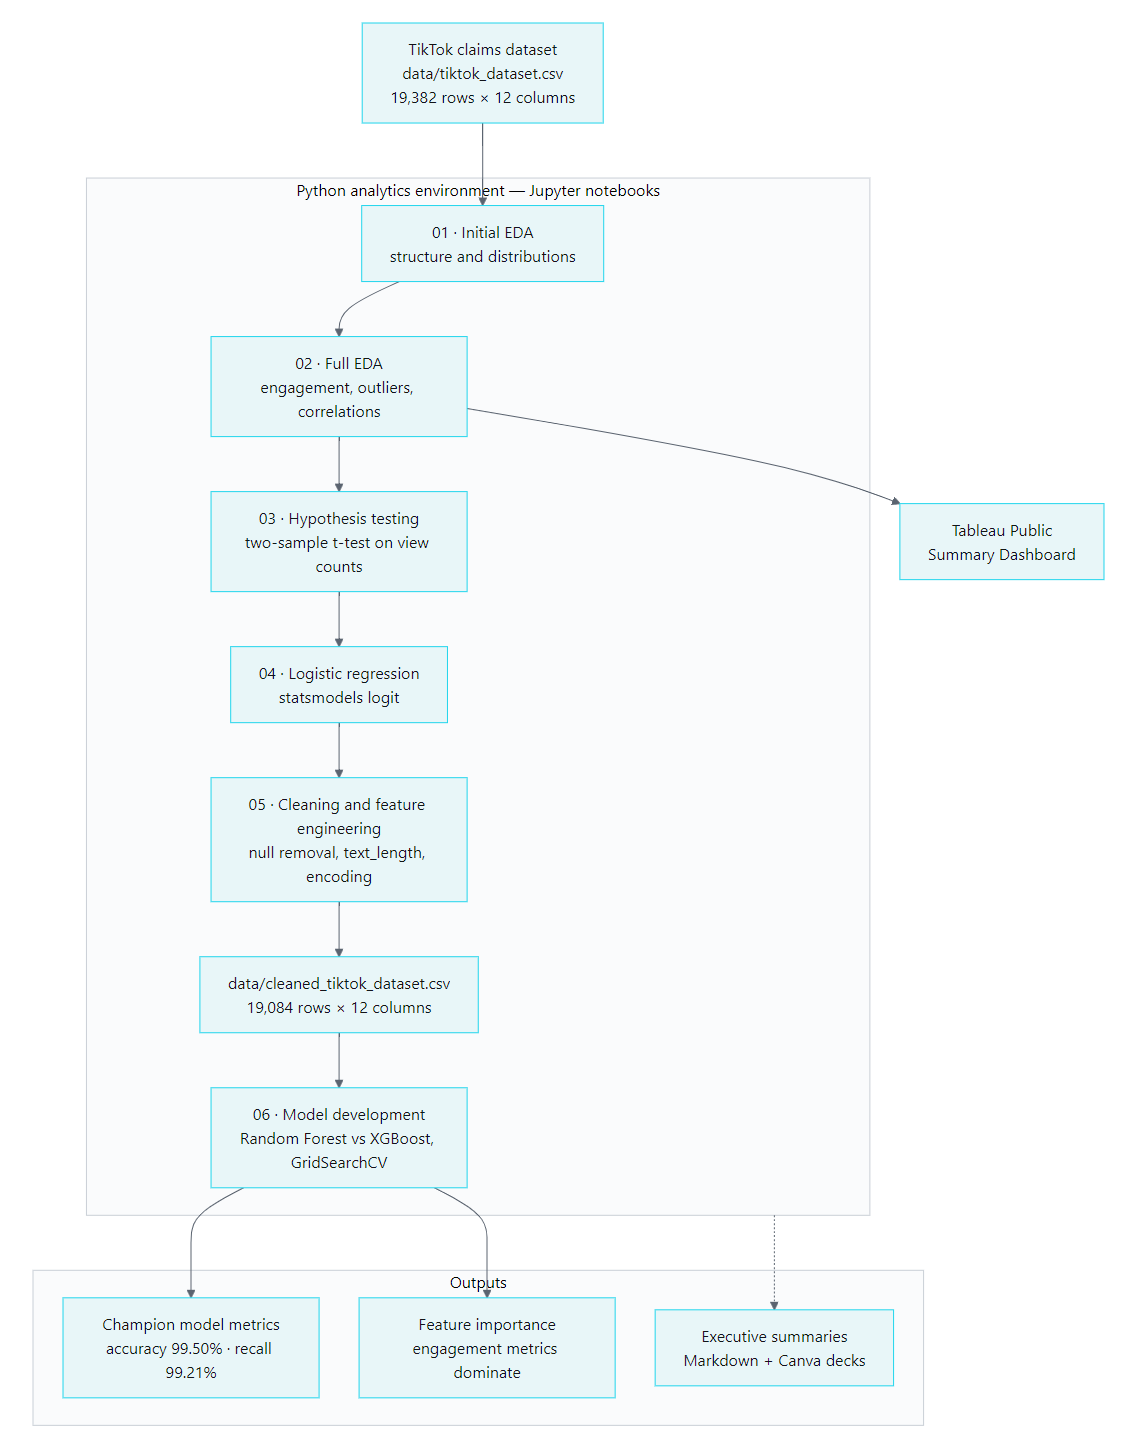 TikTok claims dataset
data/tiktok_dataset.csv
19,382 rows × 12 columns
Python analytics environment — Jupyter notebooks
01 · Initial EDA
structure and distributions
02 · Full EDA
engagement, outliers,
correlations
03 · Hypothesis testing
two-sample t-test on view
counts
Tableau Public
Summary Dashboard
04 · Logistic regression
statsmodels logit
05 · Cleaning and feature
engineering
null removal, text_length,
encoding
data/cleaned_tiktok_dataset.csv
19,084 rows × 12 columns
06 · Model development
Random Forest vs XGBoost,
GridSearchCV
Outputs
Champion model metrics
accuracy 99.50% · recall
99.21%
Feature importance
engagement metrics
dominate
Executive summaries
Markdown + Canva decks